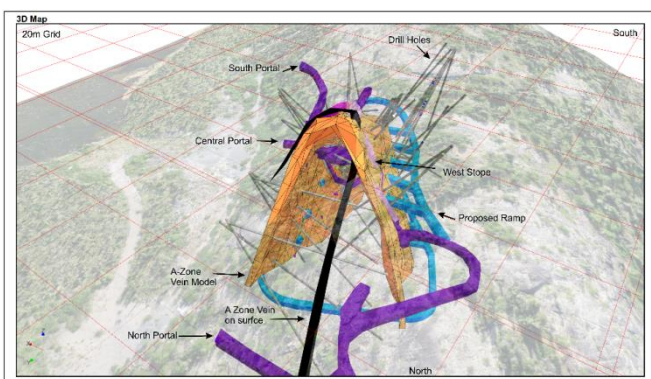 3D Map
20m Grid
South
Drill Holes
South Portal
Central Portal
West Stope
Proposed Ramp
A-Zone
Vein Model
A Zone Vein
on surfce
North Portal
North